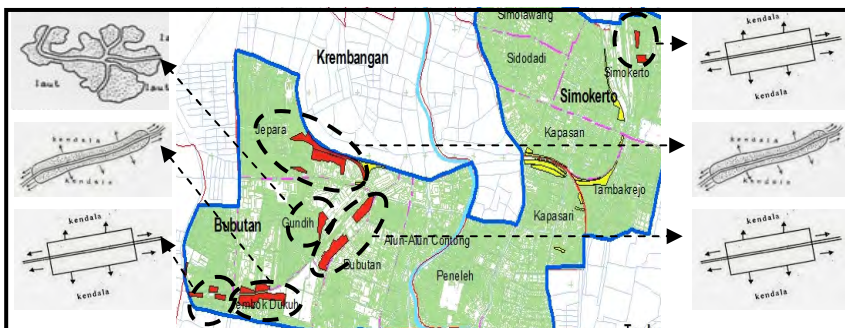 laut
laut
kendala
kendala
kendala
kendala
Krembangan
Jepara
Gundih
Bubutan
Bubutan
Alun-Alun Contong
Tembok Dukuh
Peneleh
Simolawang
Sidodadi
Simokerto
Simokerto
Kapasan
Tambakrejo
Kapasari
kendala
kendala
kendala
kendala
kendala
kendala